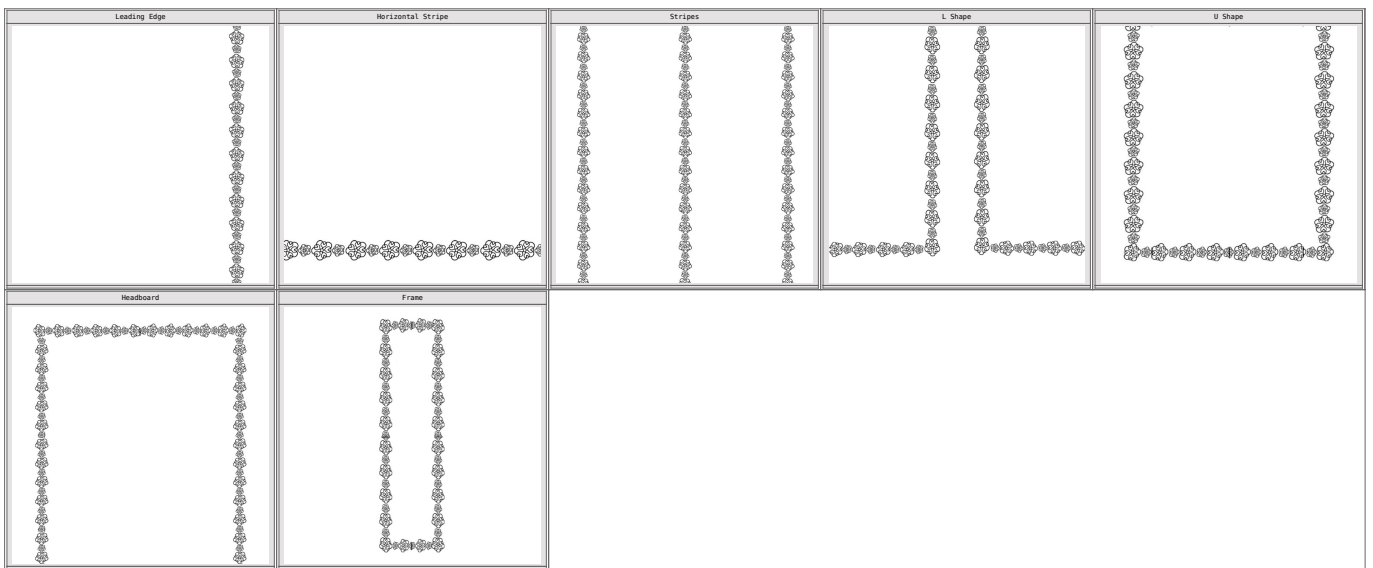 Leading Edge
Horizontal Stripe
Stripes
L Shape
U Shape
Headboard
Frame